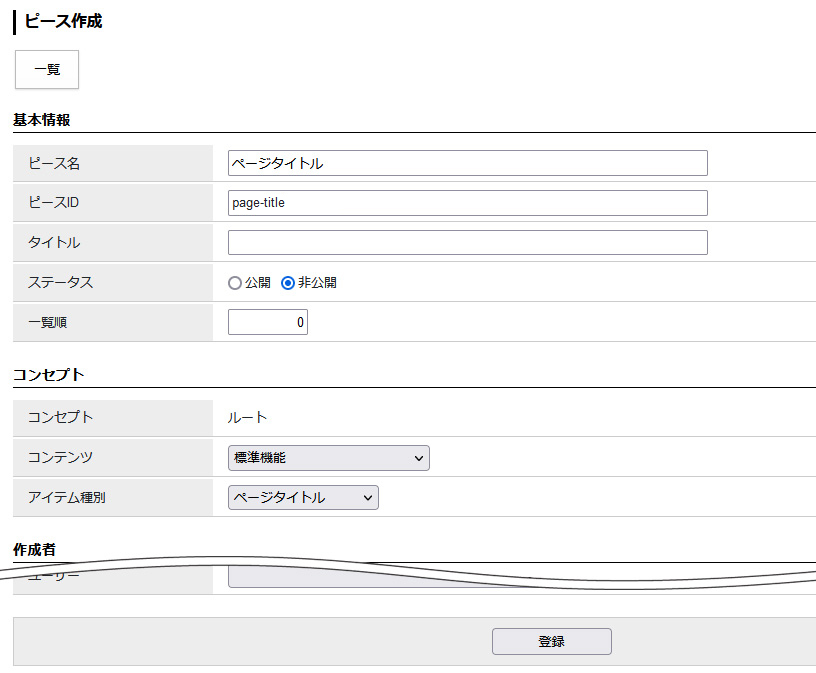 ピース作成
一覧
基本情報
ピース名 ページタイトル
ピースID page-title
タイトル
ステータス 公開 非公開
一覧順 0
コンセプト
コンセプト ルート
コンテンツ 標準機能
アイテム種別 ページタイトル
作成者
ユーザー
登録